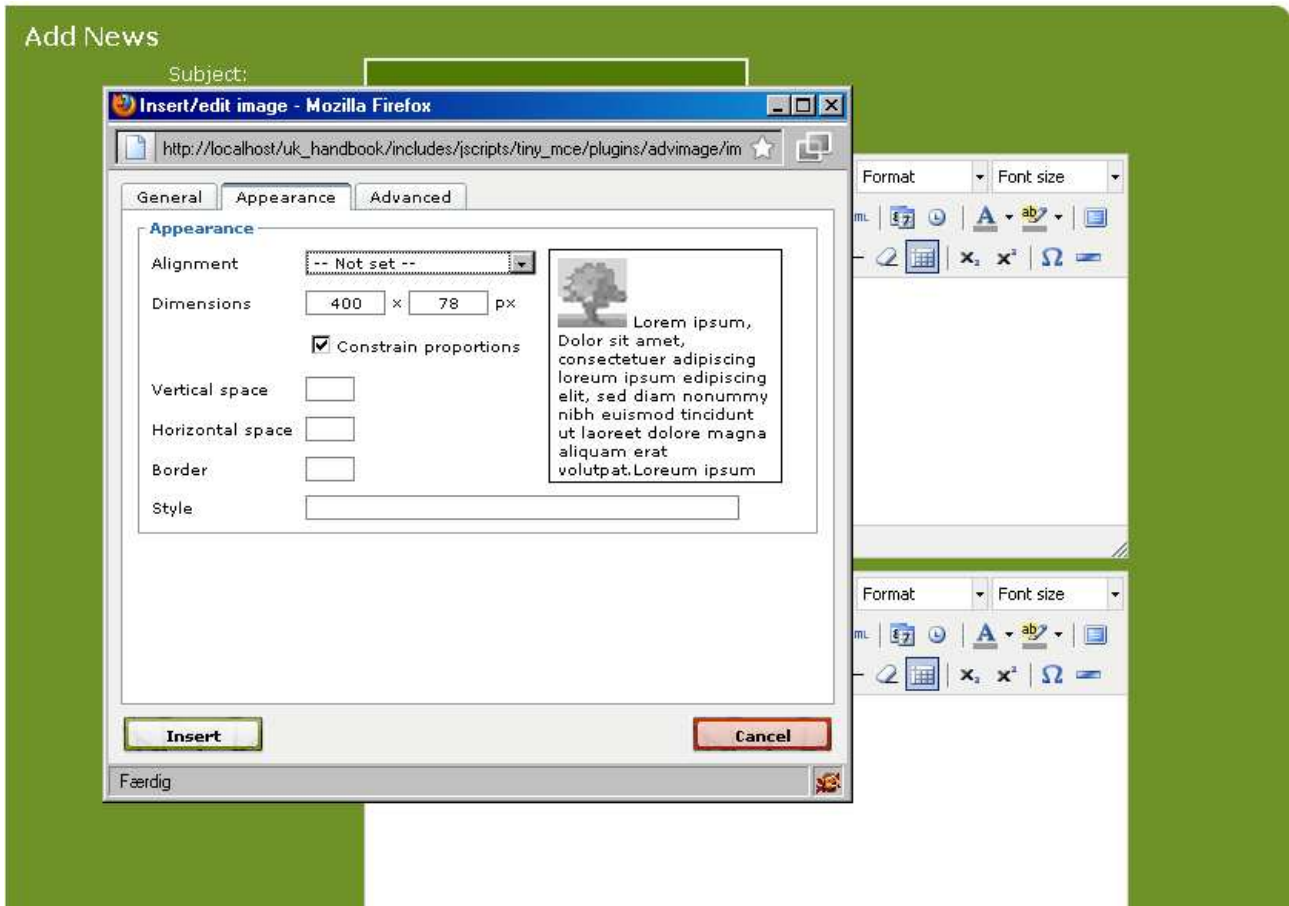 Add News
Subject:
Insert/edit image - Mozilla Firefox
http://localhost/uk_handbook/includes/jscripts/tiny_mce/plugins/advimage/im
Format Font size
General Appearance Advanced
Appearance
Alignment -- Not set --
Dimensions 400 x 78 px
Constrain proportions
Vertical space
Horizontal space
Border
Style
Lorem ipsum,
Dolor sit amet,
consectetuer adipiscing
loreum ipsum edipiscing
elit, sed diam nonummy
nibh euismod tincidunt
ut laoreet dolore magna
aliquam erat
volutpat.Loreum ipsum
Format Font size
Insert Cancel
Færdig